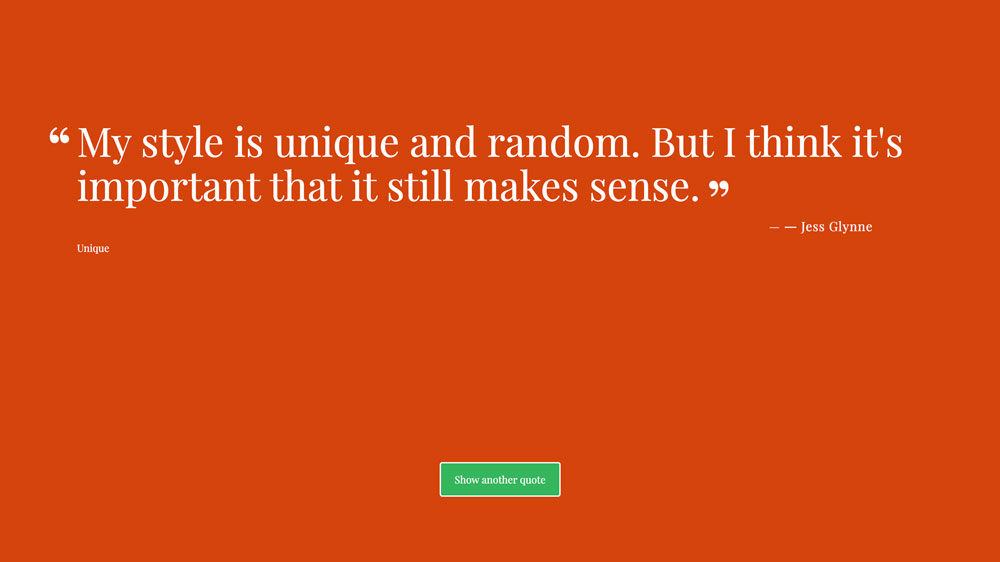 “ My style is unique and random. But I think it's
important that it still makes sense. ”
— — Jess Glynne
Unique
Show another quote